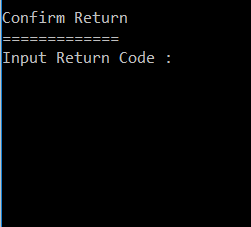 Confirm Return
=============
Input Return Code :